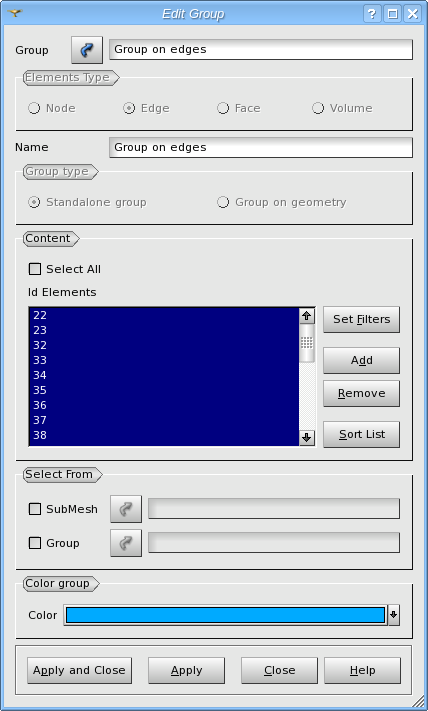 Edit Group
Group Group on edges
Elements Type
Node Edge Face Volume
Name Group on edges
Group type
Standalone group Group on geometry
Content
Select All
Id Elements
22
23
32
33
34
35
36
37
38
Set Filters
Add
Remove
Sort List
Select From
SubMesh
Group
Color group
Color
Apply and Close Apply Close Help